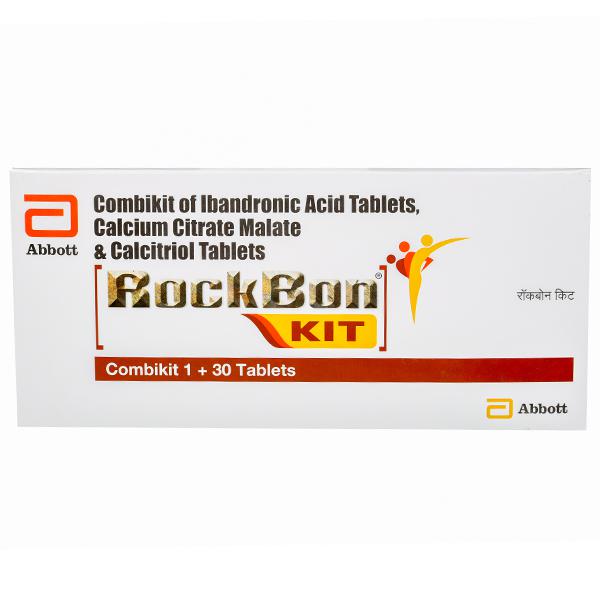 Abbott
Combikit of Ibandronic Acid Tablets,
Calcium Citrate Malate
& Calcitriol Tablets
RockBon®
KIT
रॉकबोन किट
Combikit 1 + 30 Tablets
Abbott